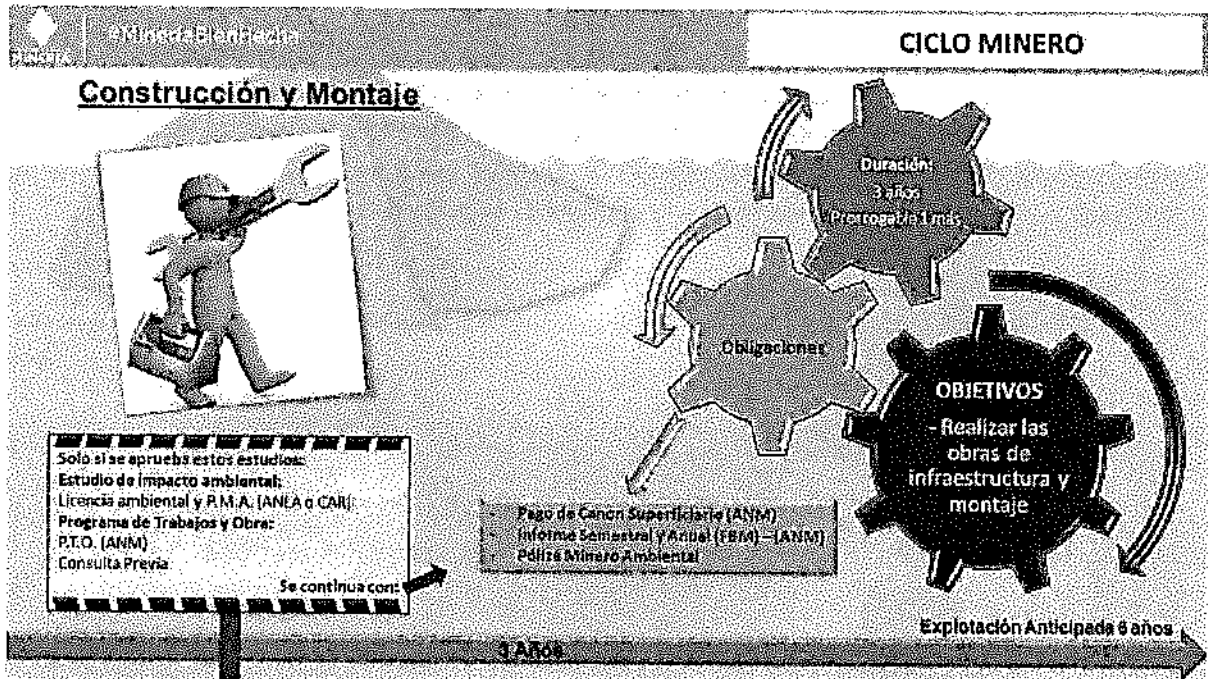 #MineríaBienHecha
CICLO MINERO
Construcción y Montaje
Duración:
3 años
Prorrogable 1 más
Obligaciones
OBJETIVOS
- Realizar las
obras de
infraestructura y
montaje
Solo si se aprueba estos estudios:
Estudio de impacto ambiental:
Licencia ambiental y P.M.A. (ANLA o CAR)
Programa de Trabajos y Obra:
P.T.O. (ANM)
Consulta Previa
Se continua con:
- Pago de Canon Superficiario (ANM)
- Informe Semestral y Anual (FBM) – (ANM)
- Póliza Minero Ambiental
Explotación Anticipada 6 años
3 Años